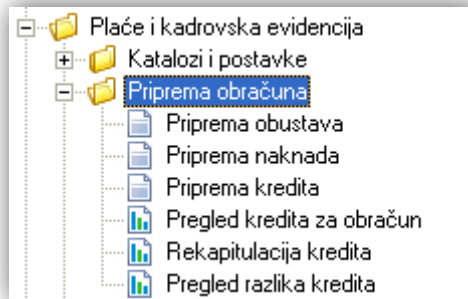 Plaće i kadrovska evidencija
Katalozi i postavke
Priprema obračuna
Priprema obustava
Priprema naknada
Priprema kredita
Pregled kredita za obračun
Rekapitulacija kredita
Pregled razlika kredita